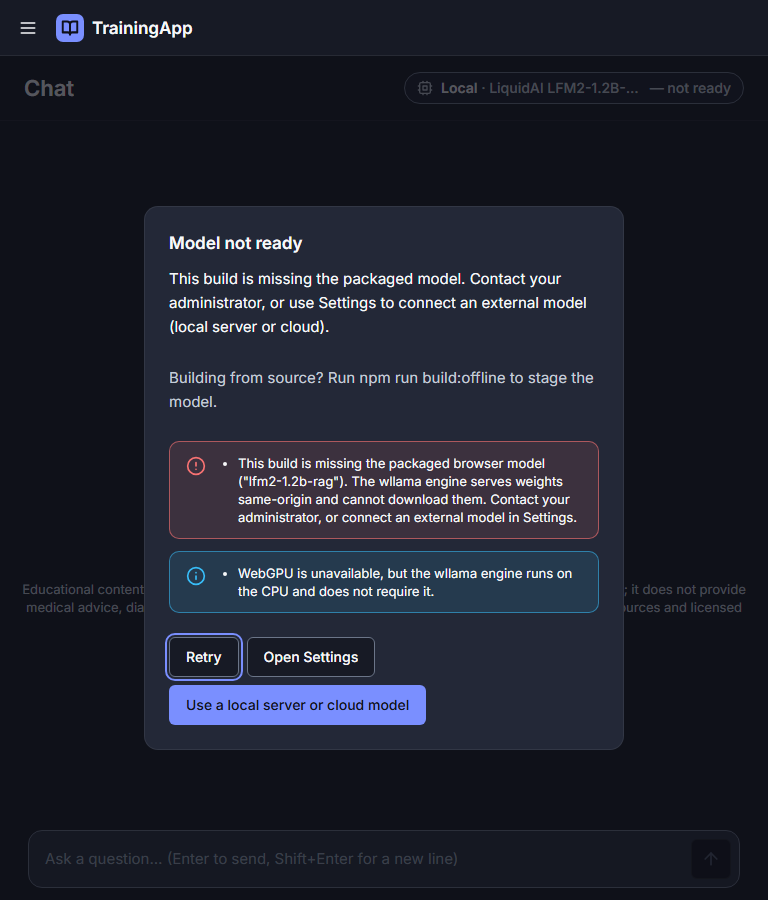 TrainingApp
Chat
Local · LiquidAI LFM2-1.2B-... — not ready
Model not ready
This build is missing the packaged model. Contact your
administrator, or use Settings to connect an external model
(local server or cloud).
Building from source? Run npm run build:offline to stage the
model.
• This build is missing the packaged browser model
("lfm2-1.2b-rag"). The wllama engine serves weights
same-origin and cannot download them. Contact your
administrator, or connect an external model in Settings.
• WebGPU is unavailable, but the wllama engine runs on
the CPU and does not require it.
Educational content ; it does not provide
medical advice, and licensed
Retry Open Settings
Use a local server or cloud model
Ask a question... (Enter to send, Shift+Enter for a new line)